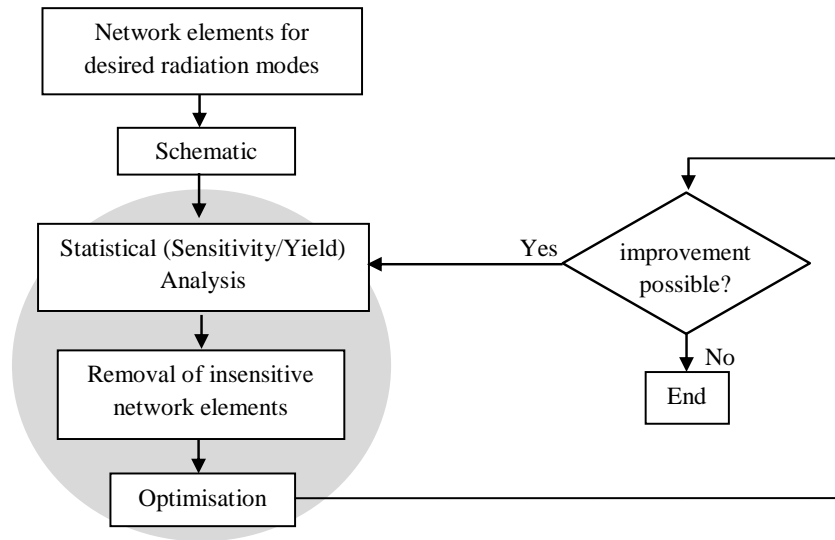 Network elements for
desired radiation modes
Schematic
Statistical (Sensitivity/Yield)
Analysis
Removal of insensitive
network elements
Optimisation
Yes
improvement
possible?
No
End